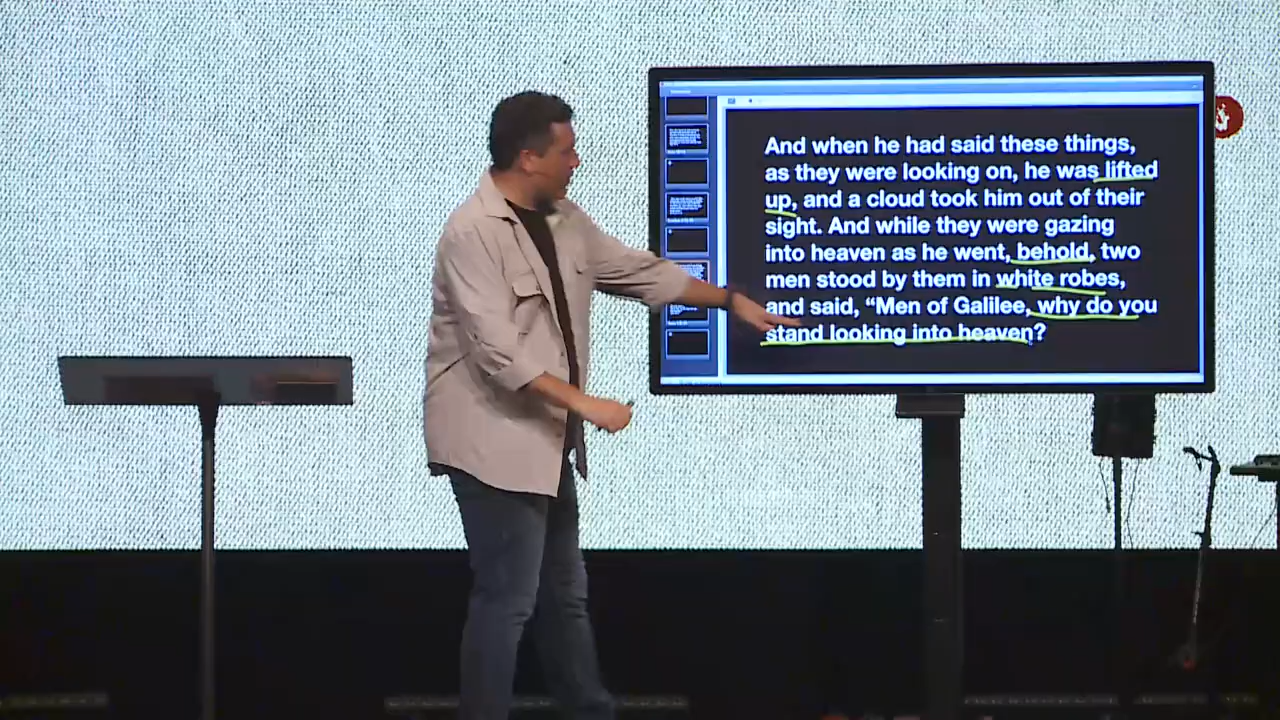 And when he had said these things,
as they were looking on, he was lifted
up, and a cloud took him out of their
sight. And while they were gazing
into heaven as he went, behold, two
men stood by them in white robes,
and said, “Men of Galilee, why do you
stand looking into heaven?